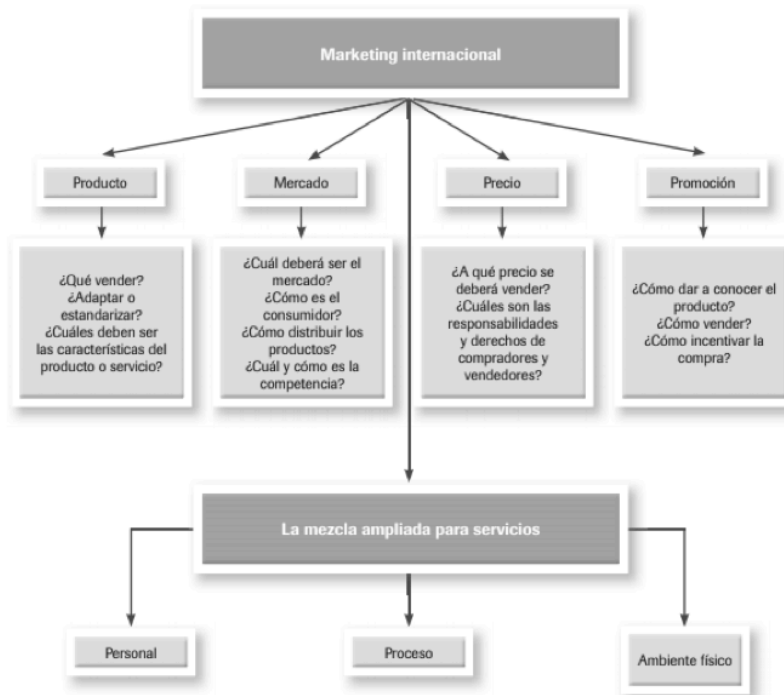 Marketing internacional
Producto
Mercado
Precio
Promoción
¿Qué vender?
¿Adaptar o
estandarizar?
¿Cuáles deben ser
las características del
producto o servicio?
¿Cuál deberá ser el
mercado?
¿Cómo es el
consumidor?
¿Cómo distribuir los
productos?
¿Cuál y cómo es la
competencia?
¿A qué precio se
deberá vender?
¿Cuáles son las
responsabilidades
y derechos de
compradores y
vendedores?
¿Cómo dar a conocer el
producto?
¿Cómo vender?
¿Cómo incentivar la
compra?
La mezcla ampliada para servicios
Personal
Proceso
Ambiente físico